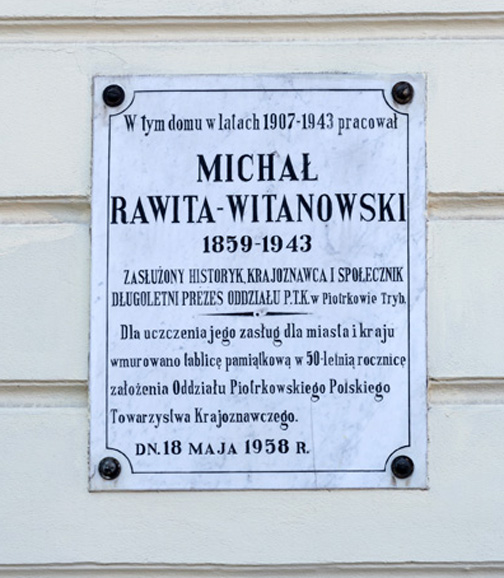 W tym domu w latach 1907-1943 pracował
MICHAŁ
RAWITA-WITANOWSKI
1859-1943
ZASŁUŻONY HISTORYK, KRAJOZNAWCA I SPOŁECZNIK
DŁUGOLETNI PREZES ODDZIAŁU P.T.K. w Piotrkowie Tryb.
Dla uczczenia jego zasług dla miasta i kraju
wmurowano tablicę pamiątkową w 50-letnią rocznicę
założenia Oddziału Piotrkowskiego Polskiego
Towarzystwa Krajoznawczego.
DN. 18 MAJA 1958 R.